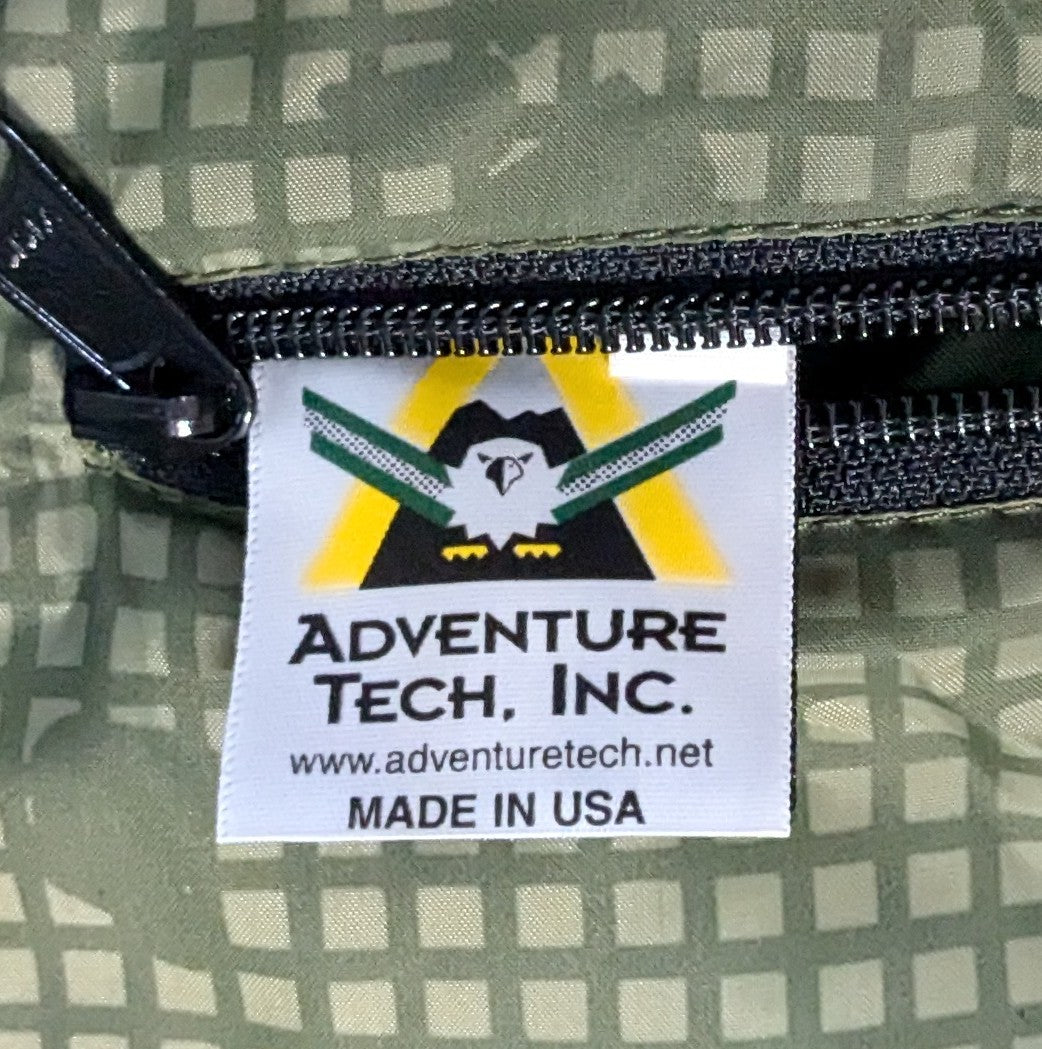 ADVENTURE
TECH, INC.
www.adventuretech.net
MADE IN USA